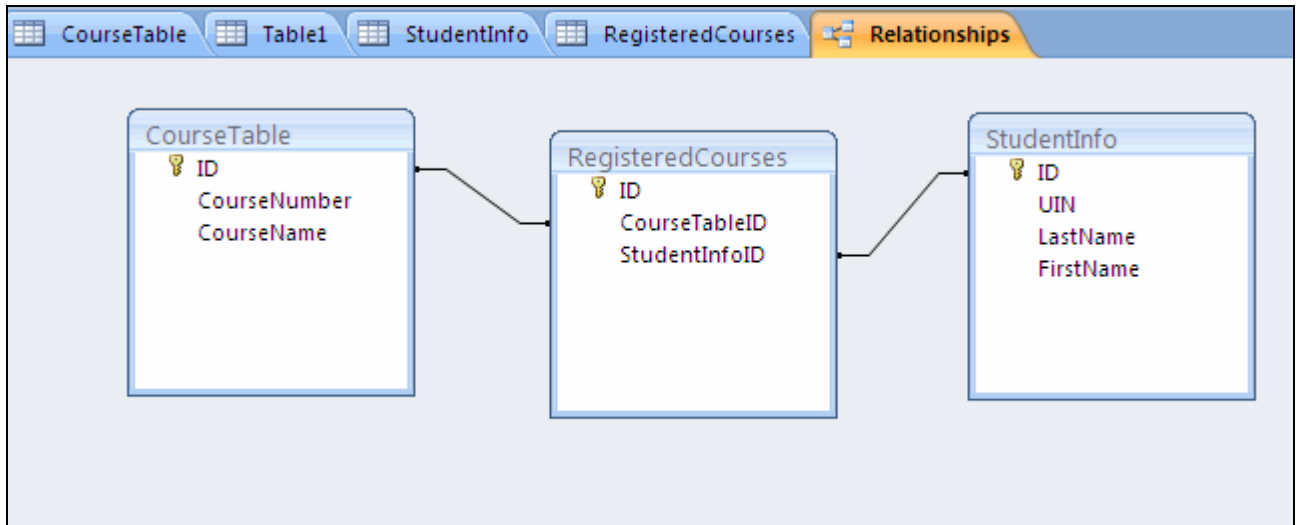 CourseTable Table1 StudentInfo RegisteredCourses Relationships
CourseTable
ID
CourseNumber
CourseName
RegisteredCourses
ID
CourseTableID
StudentInfoID
StudentInfo
ID
UIN
LastName
FirstName